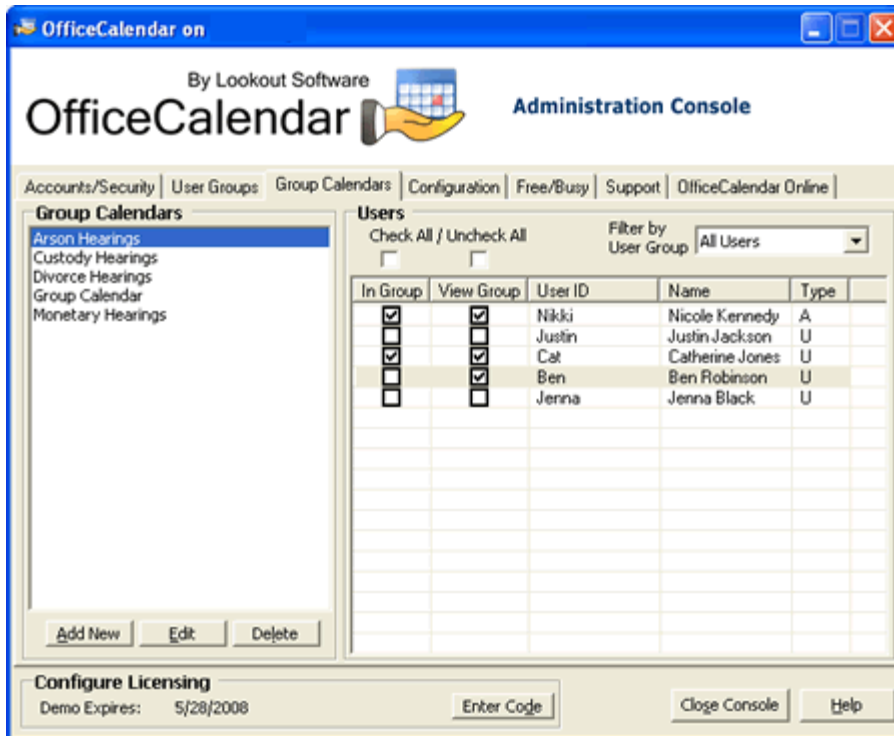 OfficeCalendar on
By Lookout Software
OfficeCalendar
Administration Console
Accounts/Security User Groups Group Calendars Configuration Free/Busy Support OfficeCalendar Online
Group Calendars
Arson Hearings
Custody Hearings
Divorce Hearings
Group Calendar
Monetary Hearings
Add New Edit Delete
Users
Check All / Uncheck All
Filter by
User Group All Users
In Group View Group User ID Name Type
Nikki Nicole Kennedy A
Justin Justin Jackson U
Cat Catherine Jones U
Ben Ben Robinson U
Jenna Jenna Black U
Configure Licensing
Demo Expires: 5/28/2008
Enter Code
Close Console Help